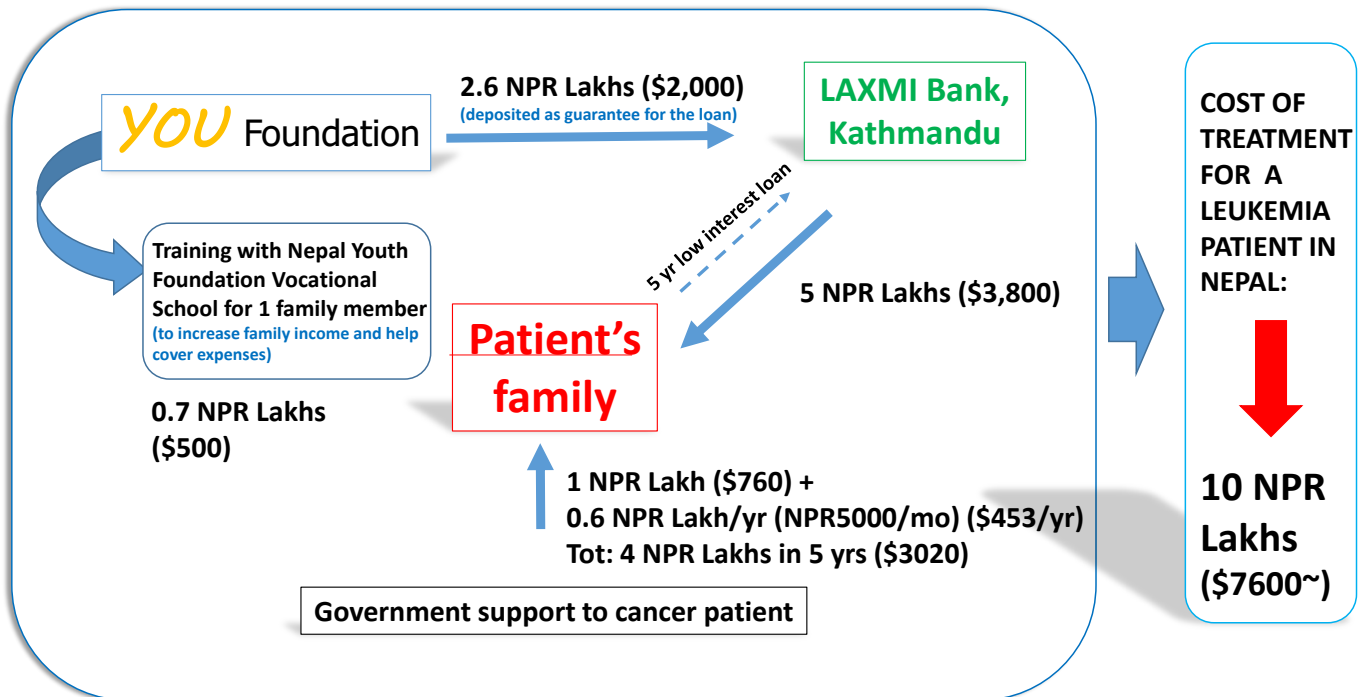 YOU Foundation
2.6 NPR Lakhs ($2,000)
(deposited as guarantee for the loan)
LAXMI Bank,
Kathmandu
5 yr low interest loan
5 NPR Lakhs ($3,800)
Training with Nepal Youth
Foundation Vocational
School for 1 family member
(to increase family income and help
cover expenses)
0.7 NPR Lakhs
($500)
Patient's
family
1 NPR Lakh ($760) +
0.6 NPR Lakh/yr (NPR5000/mo) ($453/yr)
Tot: 4 NPR Lakhs in 5 yrs ($3020)
Government support to cancer patient
COST OF
TREATMENT
FOR A
LEUKEMIA
PATIENT IN
NEPAL:
10 NPR
Lakhs
($7600~)